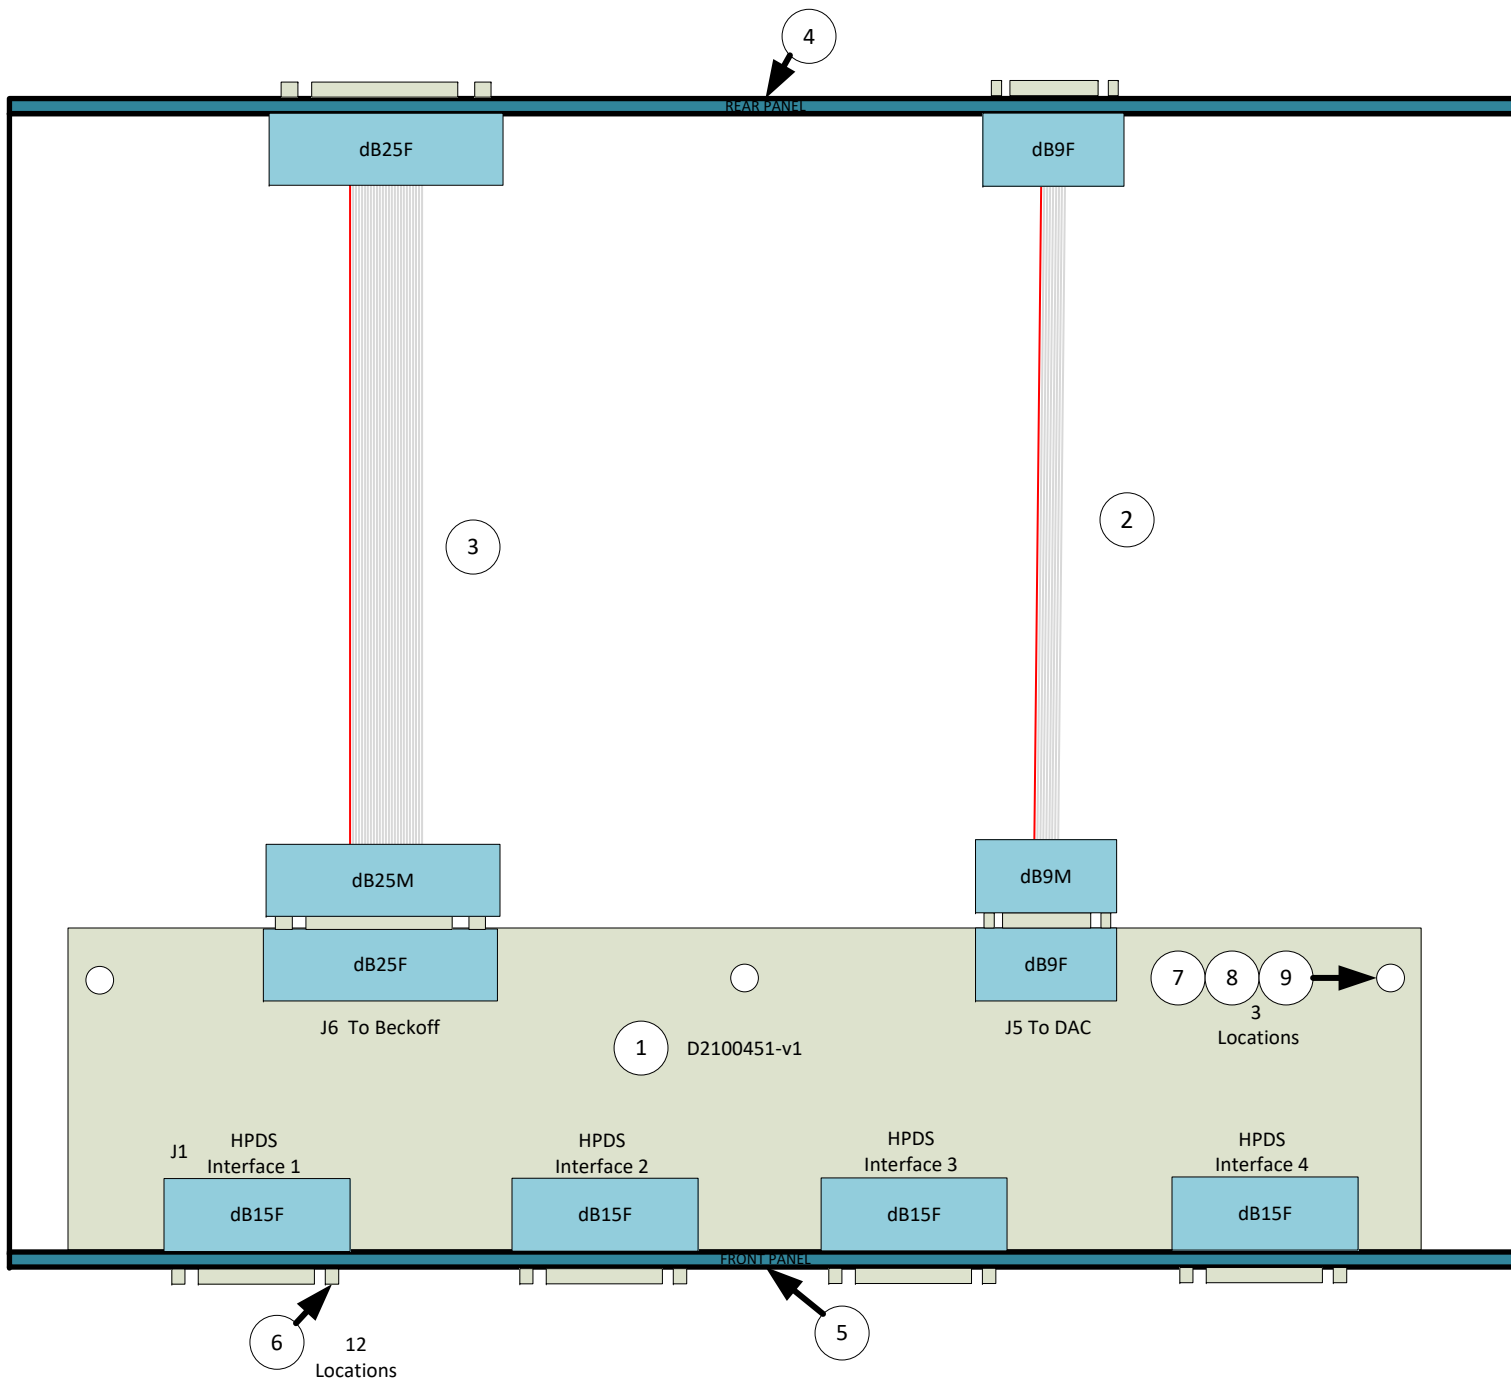 4
REAR PANEL
dB25F
dB9F
3
2
dB25M
dB9M
dB25F
dB9F
7 8 9
3
Locations
J6 To Beckoff
J5 To DAC
1
D2100451-v1
J1
HPDS
Interface 1
HPDS
Interface 2
HPDS
Interface 3
HPDS
Interface 4
dB15F
dB15F
dB15F
dB15F
FRONT PANEL
6
12
Locations
5